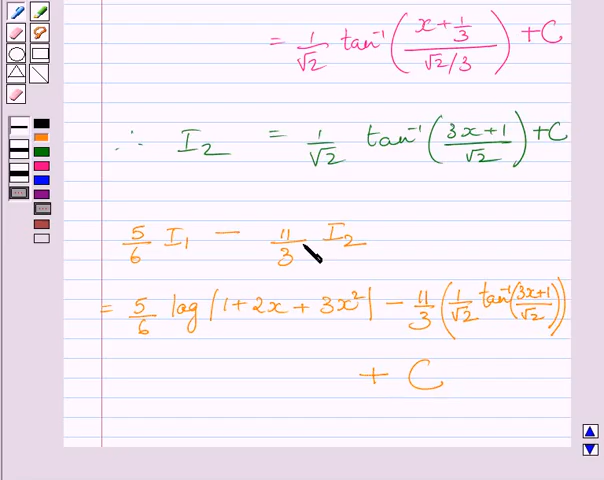 = 1/√2 tan⁻¹ ( (x + 1/3) / (√2/3) ) + C
∴ I₂ = 1/√2 tan⁻¹ ( (3x+1)/√2 ) + C
5/6 I₁ − 11/3 I₂
= 5/6 log |1 + 2x + 3x²| − 11/3 ( 1/√2 tan⁻¹ ( (3x+1)/√2 ) )
+ C